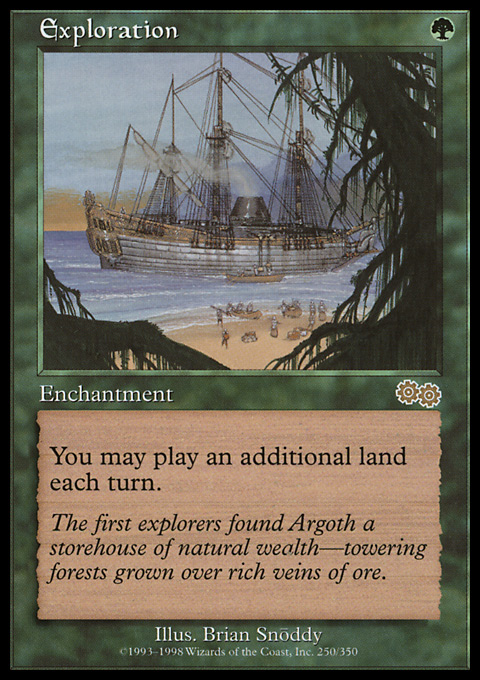 Exploration
Enchantment
You may play an additional land
each turn.
The first explorers found Argoth a
storehouse of natural wealth—towering
forests grown over rich veins of ore.
Illus. Brian Snōddy
©1993–1998 Wizards of the Coast, Inc. 250/350